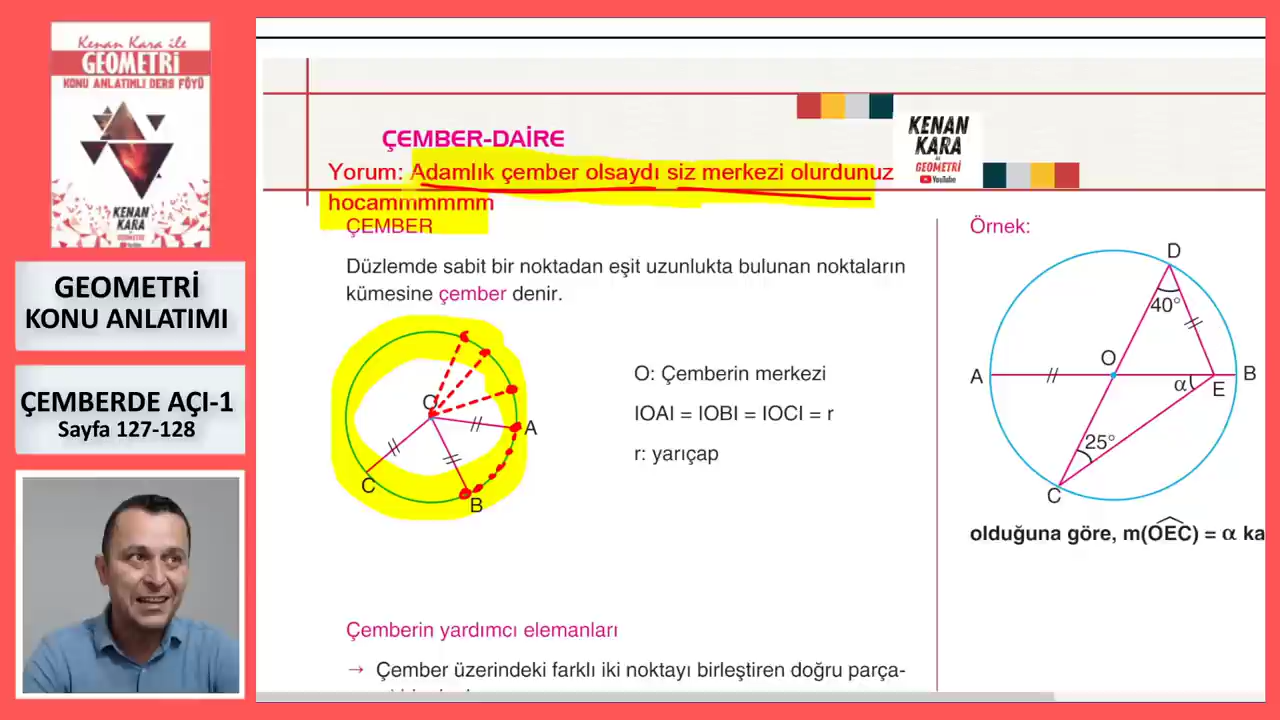 Kenan Kara ile
GEOMETRİ
KONU ANLATIMLI DERS FÖYÜ
KENAN
KARA
GEOMETRİ
KONU ANLATIMI
ÇEMBERDE AÇI-1
Sayfa 127-128
ÇEMBER-DAİRE
Yorum: Adamlık çember olsaydı siz merkezi olurdunuz
hocammmmmm
KENAN
KARA
ile
GEOMETRİ
YouTube
ÇEMBER
Düzlemde sabit bir noktadan eşit uzunlukta bulunan noktaların
kümesine çember denir.
O
A
B
C
O: Çemberin merkezi
IOAI = IOBI = IOCI = r
r: yarıçap
Çemberin yardımcı elemanları
→ Çember üzerindeki farklı iki noktayı birleştiren doğru parça-
Örnek:
D
40°
O
A
B
α
E
25°
C
olduğuna göre, m(OEC) = α ka